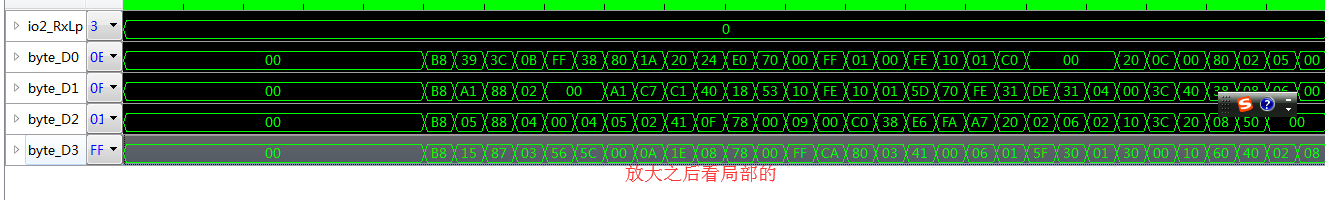 io2_RxLp 3 0
byte_D0 00 B8 39 3C 0B FF 38 80 1A 20 24 E0 70 00 FF 01 00 FE 10 01 C0 00 20 0C 00 80 02 05 00
byte_D1 00 B8 A1 88 02 00 A1 C7 C1 40 18 53 10 FE 10 01 5D 70 FE 31 DE 31 04 00 3C 40
byte_D2 01 00 B8 05 88 04 00 04 05 02 41 0F 78 00 09 00 C0 38 E6 FA A7 20 02 06 02 10 3C 20 08 50 00
byte_D3 FF 00 B8 15 87 03 56 5C 00 0A 1E 08 78 00 FF CA 80 03 41 00 06 01 5F 30 01 30 00 10 60 40 02 08
放大之后看局部的